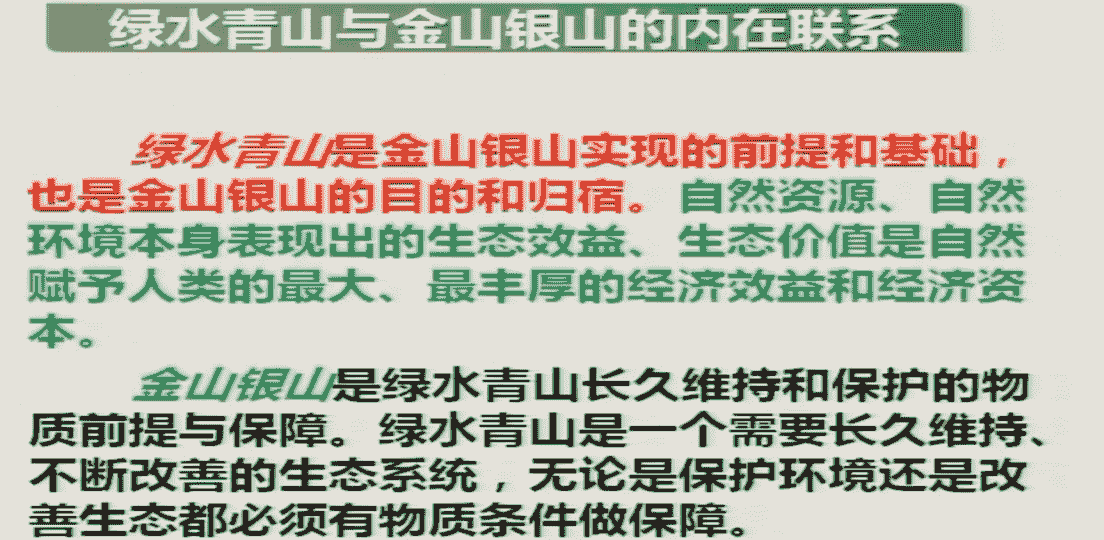 绿水青山与金山银山的内在联系
绿水青山是金山银山实现的前提和基础，
也是金山银山的目的和归宿。自然资源、自然
环境本身表现出的生态效益、生态价值是自然
赋予人类的最大、最丰厚的经济效益和经济资
本。
金山银山是绿水青山长久维持和保护的物
质前提与保障。绿水青山是一个需要长久维持、
不断改善的生态系统，无论是保护环境还是改
善生态都必须有物质条件做保障。